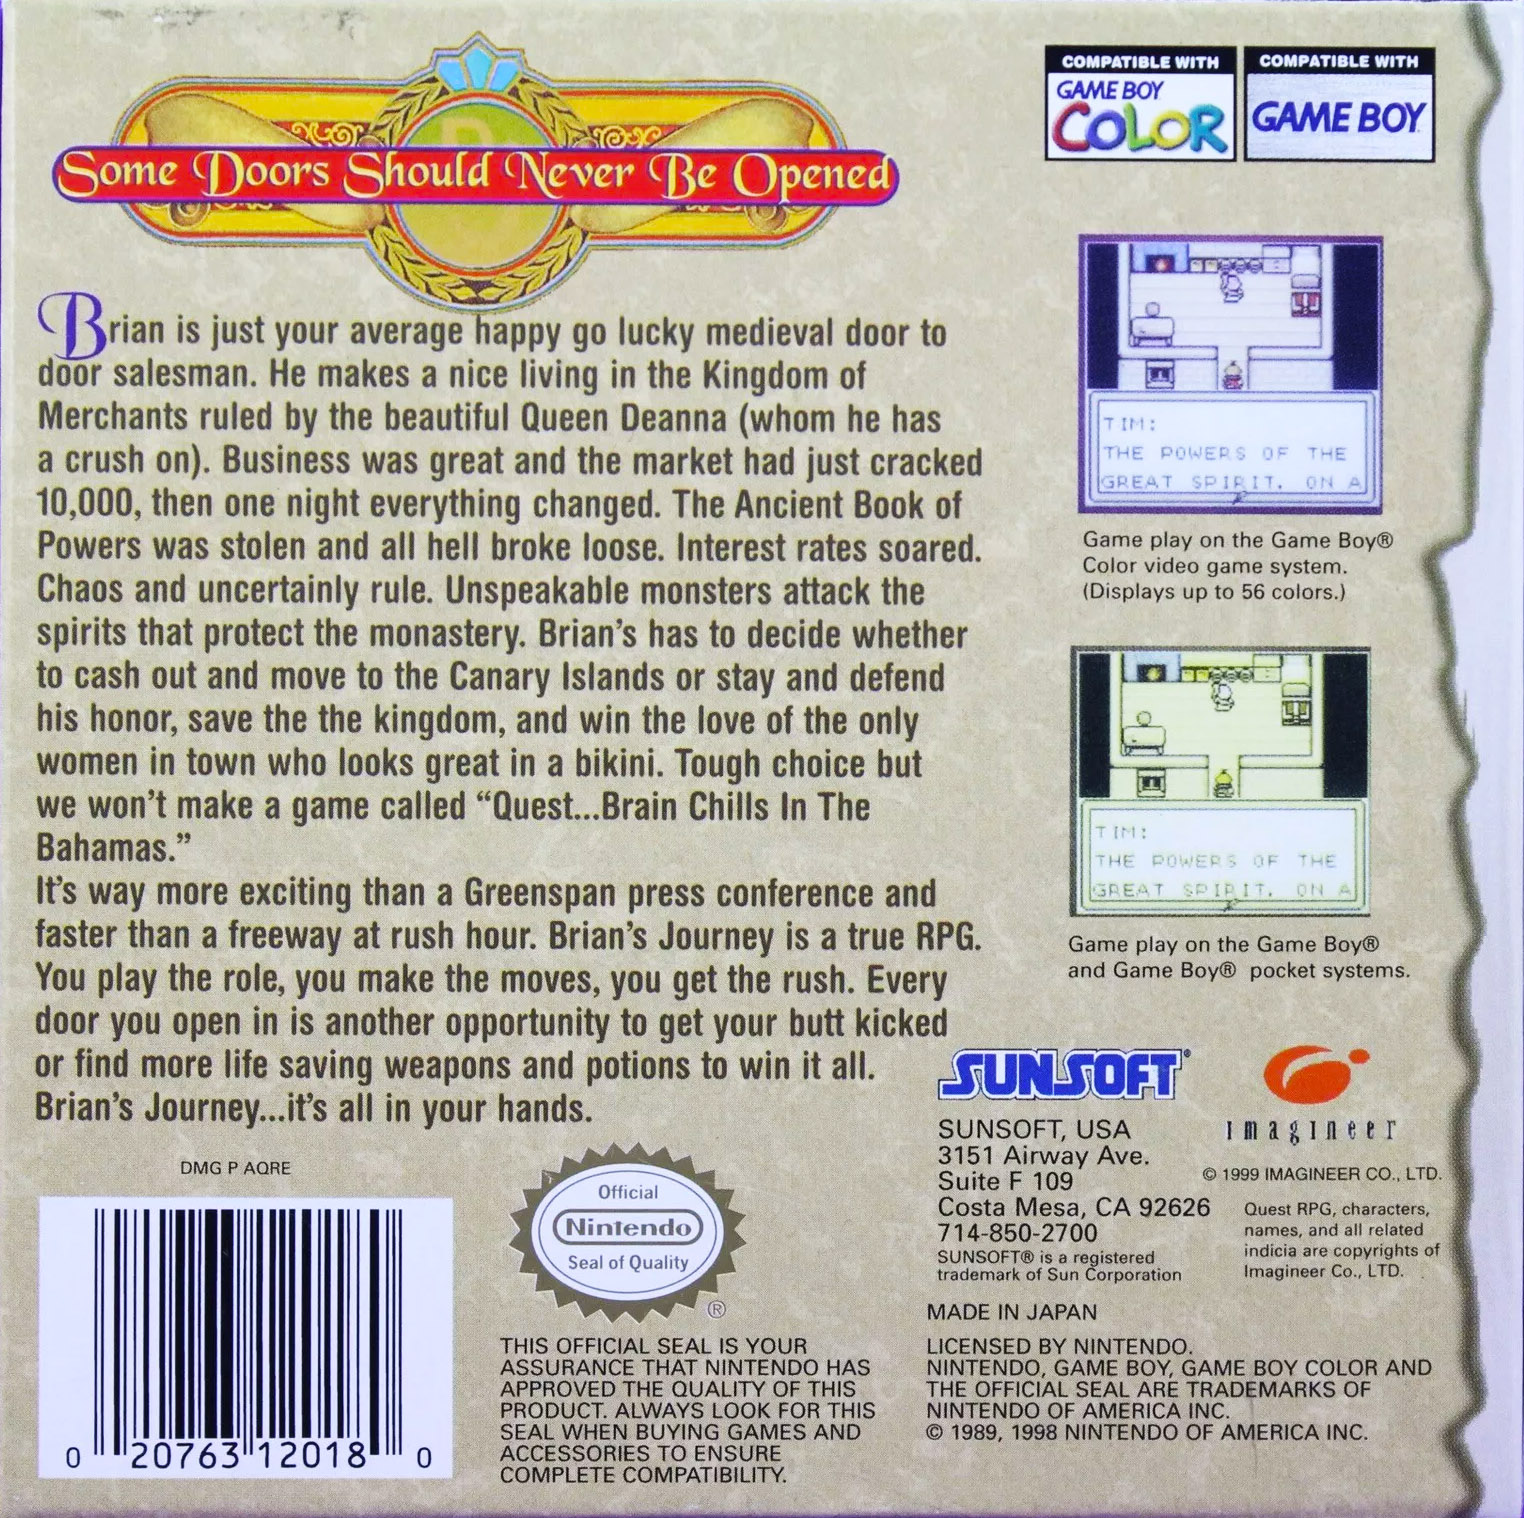 Some Doors Should Never Be Opened
COMPATIBLE WITH
GAME BOY
COLOR
COMPATIBLE WITH
GAME BOY
Brian is just your average happy go lucky medieval door to
door salesman. He makes a nice living in the Kingdom of
Merchants ruled by the beautiful Queen Deanna (whom he has
a crush on). Business was great and the market had just cracked
10,000, then one night everything changed. The Ancient Book of
Powers was stolen and all hell broke loose. Interest rates soared.
Chaos and uncertainly rule. Unspeakable monsters attack the
spirits that protect the monastery. Brian's has to decide whether
to cash out and move to the Canary Islands or stay and defend
his honor, save the the kingdom, and win the love of the only
women in town who looks great in a bikini. Tough choice but
we won't make a game called “Quest...Brain Chills In The
Bahamas.”
It's way more exciting than a Greenspan press conference and
faster than a freeway at rush hour. Brian's Journey is a true RPG.
You play the role, you make the moves, you get the rush. Every
door you open in is another opportunity to get your butt kicked
or find more life saving weapons and potions to win it all.
Brian's Journey...it's all in your hands.
TIM:
THE POWERS OF THE
GREAT SPIRIT. ON A
Game play on the Game Boy®
Color video game system.
(Displays up to 56 colors.)
TIM:
THE POWERS OF THE
GREAT SPIRIT. ON A
Game play on the Game Boy®
and Game Boy® pocket systems.
DMG P AQRE
0 20763 12018 0
Official
Nintendo
Seal of Quality
®
THIS OFFICIAL SEAL IS YOUR
ASSURANCE THAT NINTENDO HAS
APPROVED THE QUALITY OF THIS
PRODUCT. ALWAYS LOOK FOR THIS
SEAL WHEN BUYING GAMES AND
ACCESSORIES TO ENSURE
COMPLETE COMPATIBILITY.
SUNSOFT®
SUNSOFT, USA
3151 Airway Ave.
Suite F 109
Costa Mesa, CA 92626
714-850-2700
SUNSOFT® is a registered
trademark of Sun Corporation
imagineer
© 1999 IMAGINEER CO., LTD.
Quest RPG, characters,
names, and all related
indicia are copyrights of
Imagineer Co., LTD.
MADE IN JAPAN
LICENSED BY NINTENDO.
NINTENDO, GAME BOY, GAME BOY COLOR AND
THE OFFICIAL SEAL ARE TRADEMARKS OF
NINTENDO OF AMERICA INC.
© 1989, 1998 NINTENDO OF AMERICA INC.